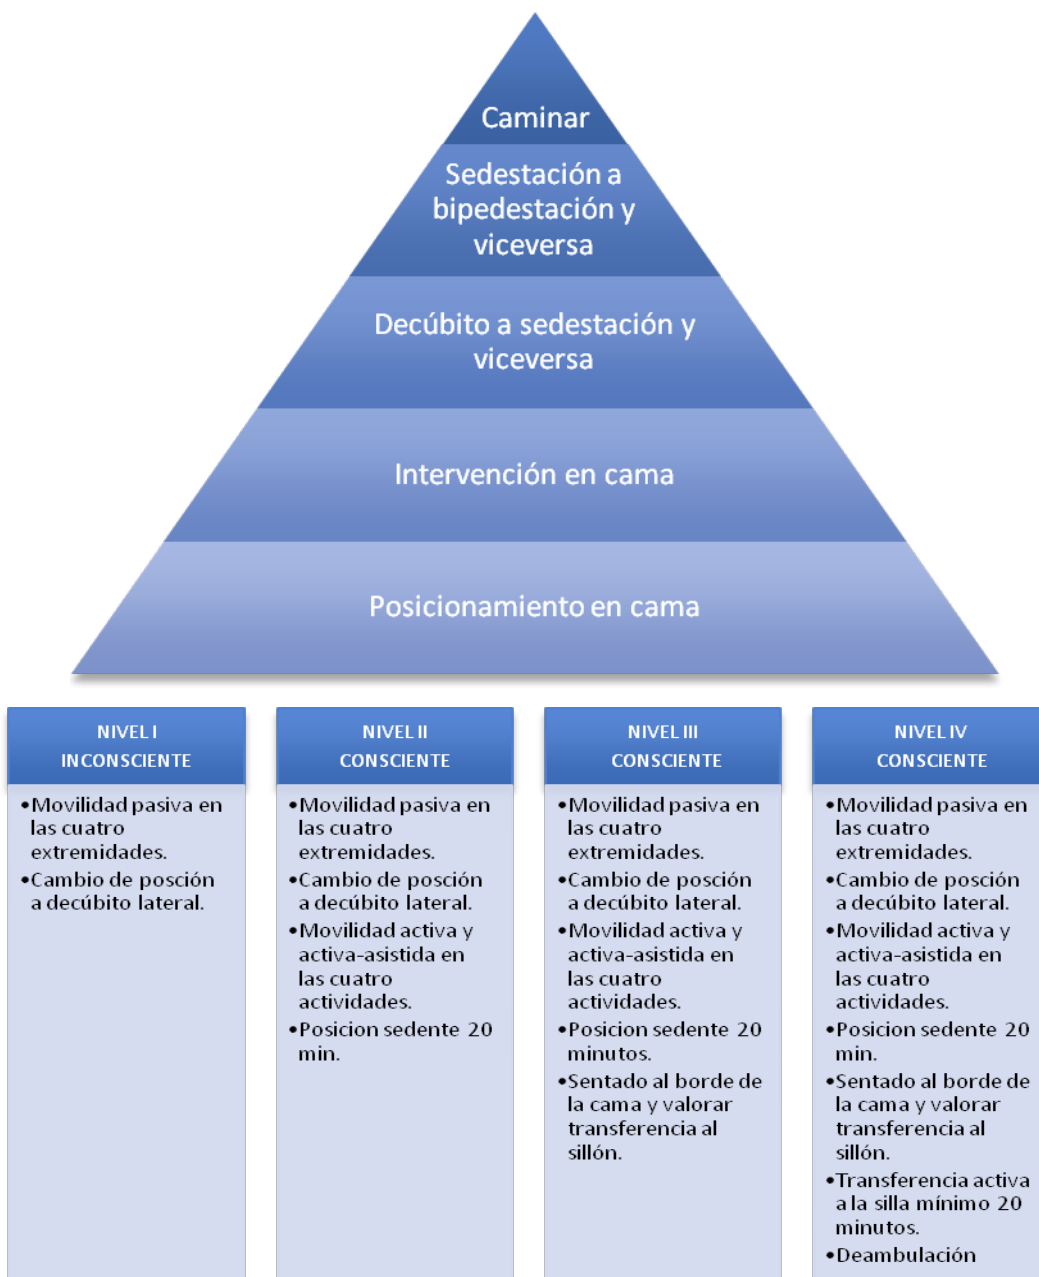 Caminar
Sedestación a
bipedestación y
viceversa
Decúbito a sedestación y
viceversa
Intervención en cama
Posicionamiento en cama
NIVEL I
INCONSCIENTE
•Movilidad pasiva en
las cuatro
extremidades.
•Cambio de posción
a decúbito lateral.
NIVEL II
CONSCIENTE
•Movilidad pasiva en
las cuatro
extremidades.
•Cambio de posción
a decúbito lateral.
•Movilidad activa y
activa-asistida en
las cuatro
actividades.
•Posicion sedente 20
min.
NIVEL III
CONSCIENTE
•Movilidad pasiva en
las cuatro
extremidades.
•Cambio de posción
a decúbito lateral.
•Movilidad activa y
activa-asistida en
las cuatro
actividades.
•Posicion sedente 20
minutos.
•Sentado al borde de
la cama y valorar
transferencia al
sillón.
NIVEL IV
CONSCIENTE
•Movilidad pasiva en
las cuatro
extremidades.
•Cambio de posción
a decúbito lateral.
•Movilidad activa y
activa-asistida en
las cuatro
actividades.
•Posicion sedente 20
min.
•Sentado al borde de
la cama y valorar
transferencia al
sillón.
•Transferencia activa
a la silla mínimo 20
minutos.
•Deambulación